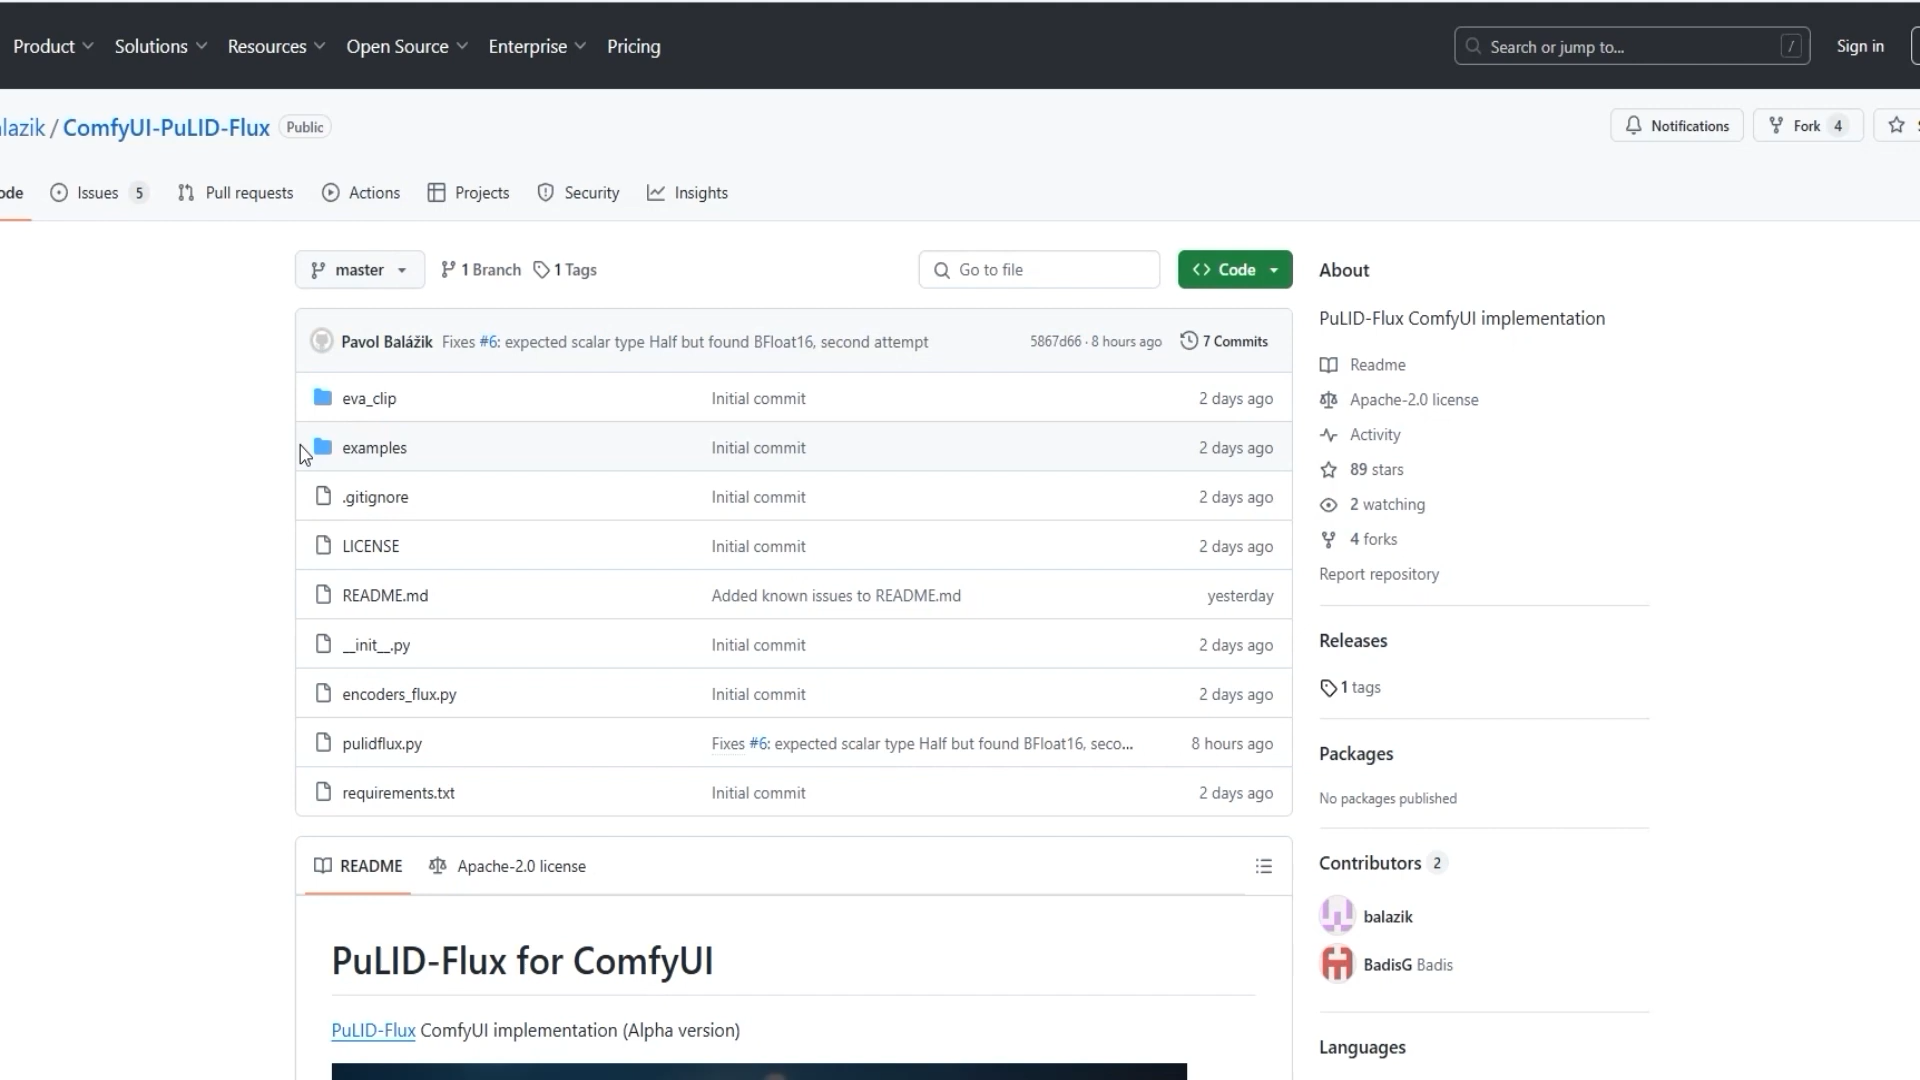 Product Solutions Resources Open Source Enterprise Pricing Search or jump to... / Sign in
lazik / ComfyUI-PuLID-Flux Public Notifications Fork 4
ode Issues 5 Pull requests Actions Projects Security Insights
master 1 Branch 1 Tags Go to file Code
Pavol Balážik Fixes #6: expected scalar type Half but found BFloat16, second attempt 5867d66 · 8 hours ago 7 Commits
eva_clip Initial commit 2 days ago
examples Initial commit 2 days ago
.gitignore Initial commit 2 days ago
LICENSE Initial commit 2 days ago
README.md Added known issues to README.md yesterday
__init__.py Initial commit 2 days ago
encoders_flux.py Initial commit 2 days ago
pulidflux.py Fixes #6: expected scalar type Half but found BFloat16, seco... 8 hours ago
requirements.txt Initial commit 2 days ago
README Apache-2.0 license
PuLID-Flux for ComfyUI
PuLID-Flux ComfyUI implementation (Alpha version)
About
PuLID-Flux ComfyUI implementation
Readme
Apache-2.0 license
Activity
89 stars
2 watching
4 forks
Report repository
Releases
1 tags
Packages
No packages published
Contributors 2
balazik
BadisG Badis
Languages